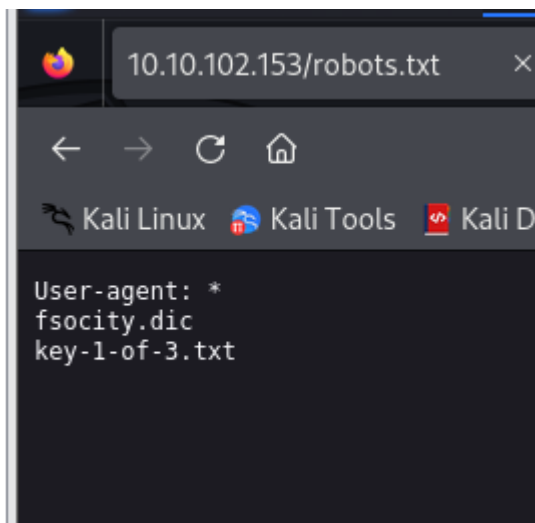 10.10.102.153/robots.txt
Kali Linux Kali Tools Kali D
User-agent: *
fsocity.dic
key-1-of-3.txt